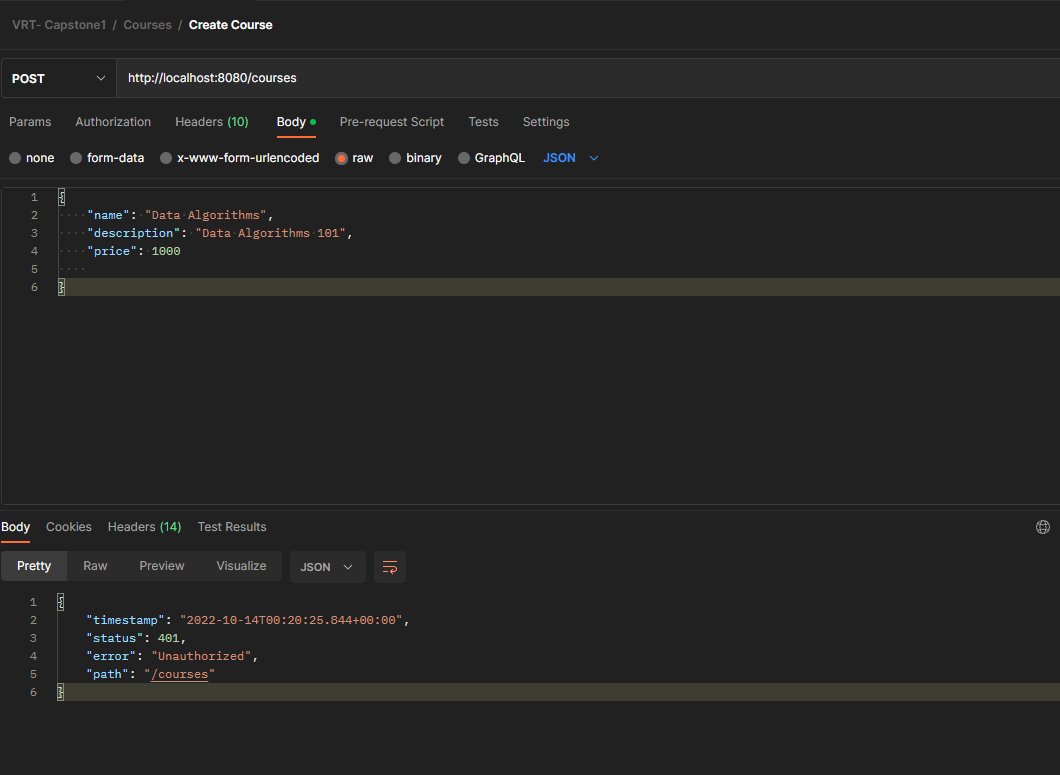 VRT- Capstone1 / Courses / Create Course
POST http://localhost:8080/courses
Params Authorization Headers (10) Body Pre-request Script Tests Settings
none form-data x-www-form-urlencoded raw binary GraphQL JSON
1 {
2 ····"name":·"Data·Algorithms",
3 ····"description":·"Data·Algorithms·101",
4 ····"price":·1000
5 ····
6 }
Body Cookies Headers (14) Test Results
Pretty Raw Preview Visualize JSON
1 {
2 "timestamp": "2022-10-14T00:20:25.844+00:00",
3 "status": 401,
4 "error": "Unauthorized",
5 "path": "/courses"
6 }